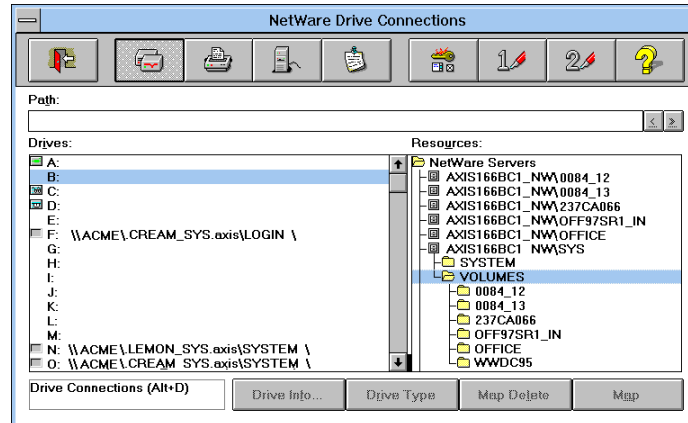 NetWare Drive Connections
1
2
?
Path:
<
>
Drives:
A:
B:
C:
D:
E:
F: \\ACME\.CREAM_SYS.axis\LOGIN \
G:
H:
I:
J:
K:
L:
M:
N: \\ACME\.LEMON_SYS.axis\SYSTEM \
O: \\ACME\.CREAM_SYS.axis\SYSTEM \
Resources:
NetWare Servers
AXIS166BC1_NW\0084_12
AXIS166BC1_NW\0084_13
AXIS166BC1_NW\237CA066
AXIS166BC1_NW\OFF97SR1_IN
AXIS166BC1_NW\OFFICE
AXIS166BC1_NW\SYS
SYSTEM
VOLUMES
0084_12
0084_13
237CA066
OFF97SR1_IN
OFFICE
WWDC95
Drive Connections (Alt+D)
Drive Info...
Drive Type
Map Delete
Map